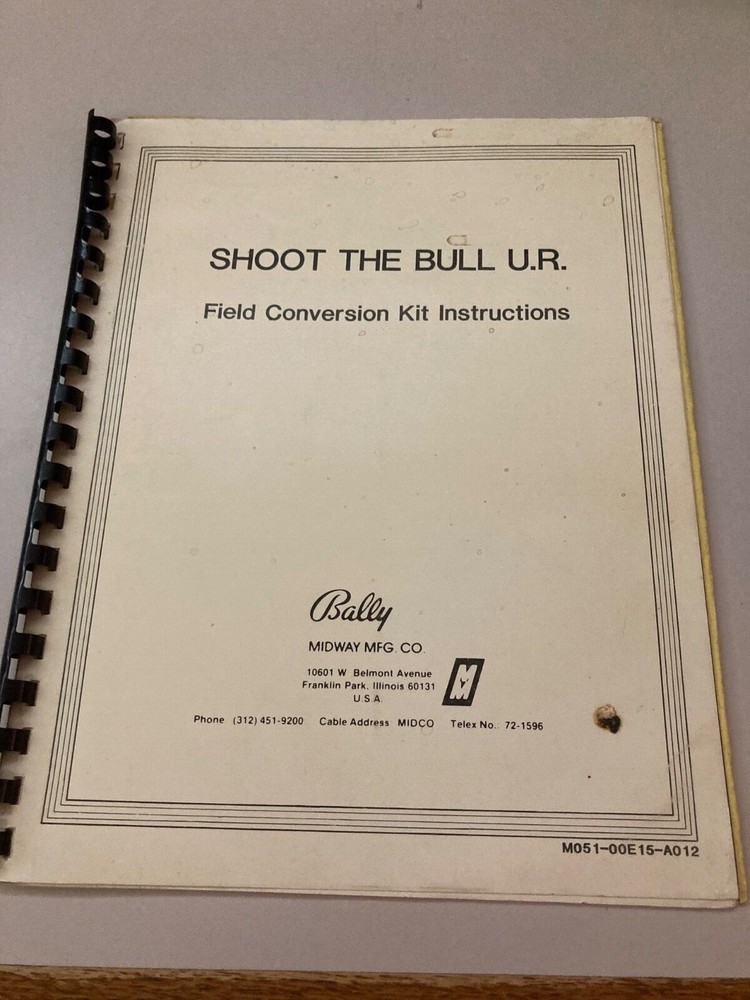 SHOOT THE BULL U.R.
Field Conversion Kit Instructions
Bally
MIDWAY MFG. CO.
10601 W Belmont Avenue
Franklin Park, Illinois 60131
U.S.A.
Phone (312) 451-9200 Cable Address MIDCO Telex No.: 72-1596
M051-00E15-A012